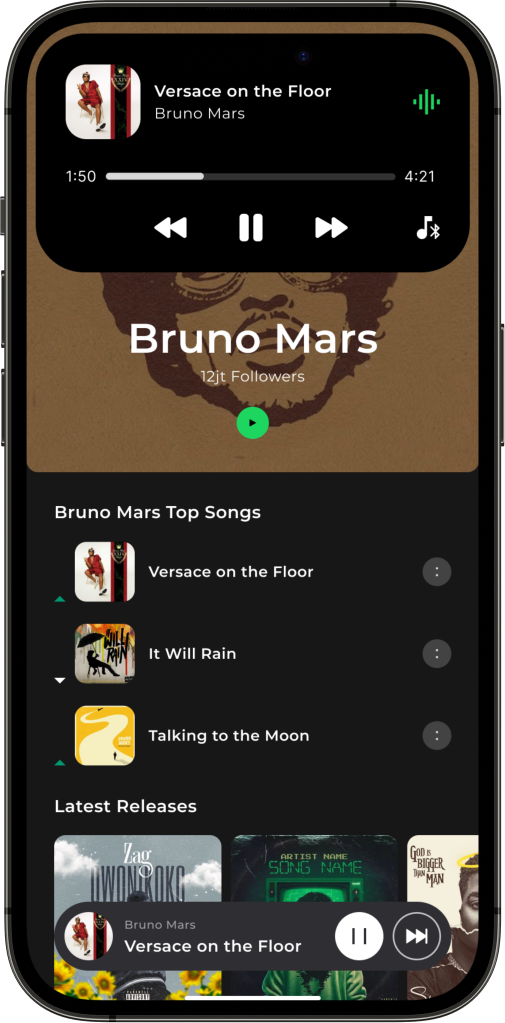 Versace on the Floor
Bruno Mars
1:50
4:21
Bruno Mars
12jt Followers
Bruno Mars Top Songs
Versace on the Floor
WILL
RAIN
It Will Rain
Talking to the Moon
Latest Releases
Zag
ARTIST NAME
SONG NAME
GOD IS
BIGGER
THAN
MAN
Bruno Mars
Versace on the Floor